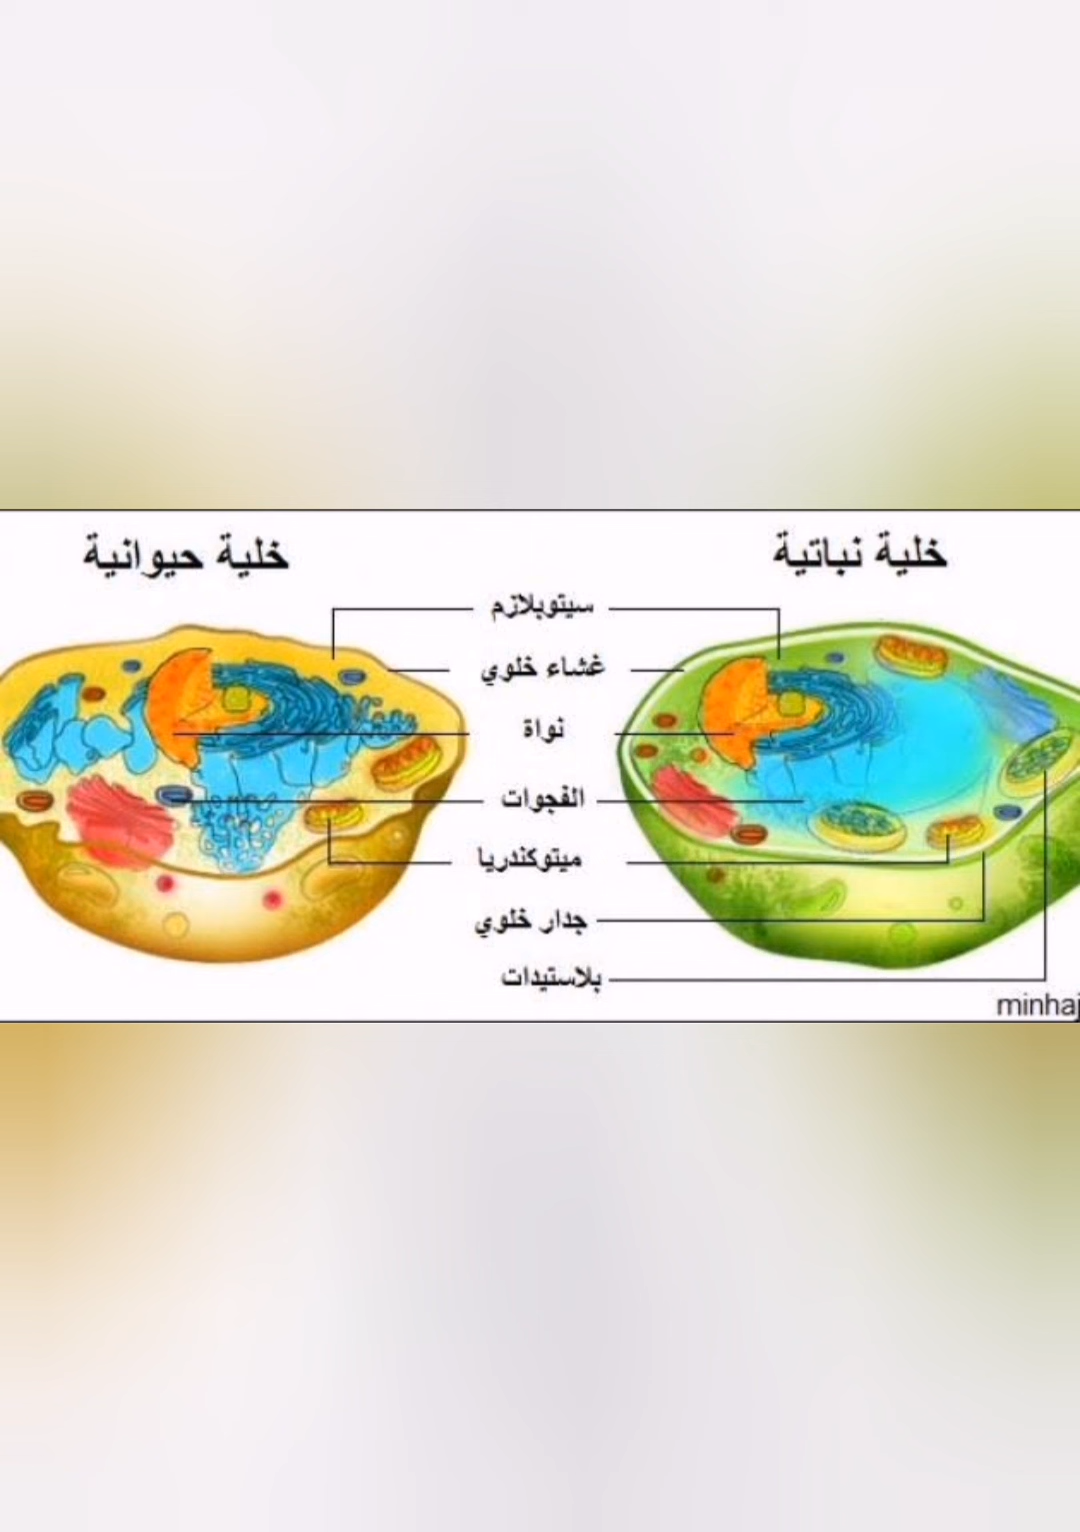 خلية نباتية
خلية حيوانية
سيتوبلازم
غشاء خلوي
نواة
الفجوات
ميتوكندريا
جدار خلوي
بلاستيدات
minhaj